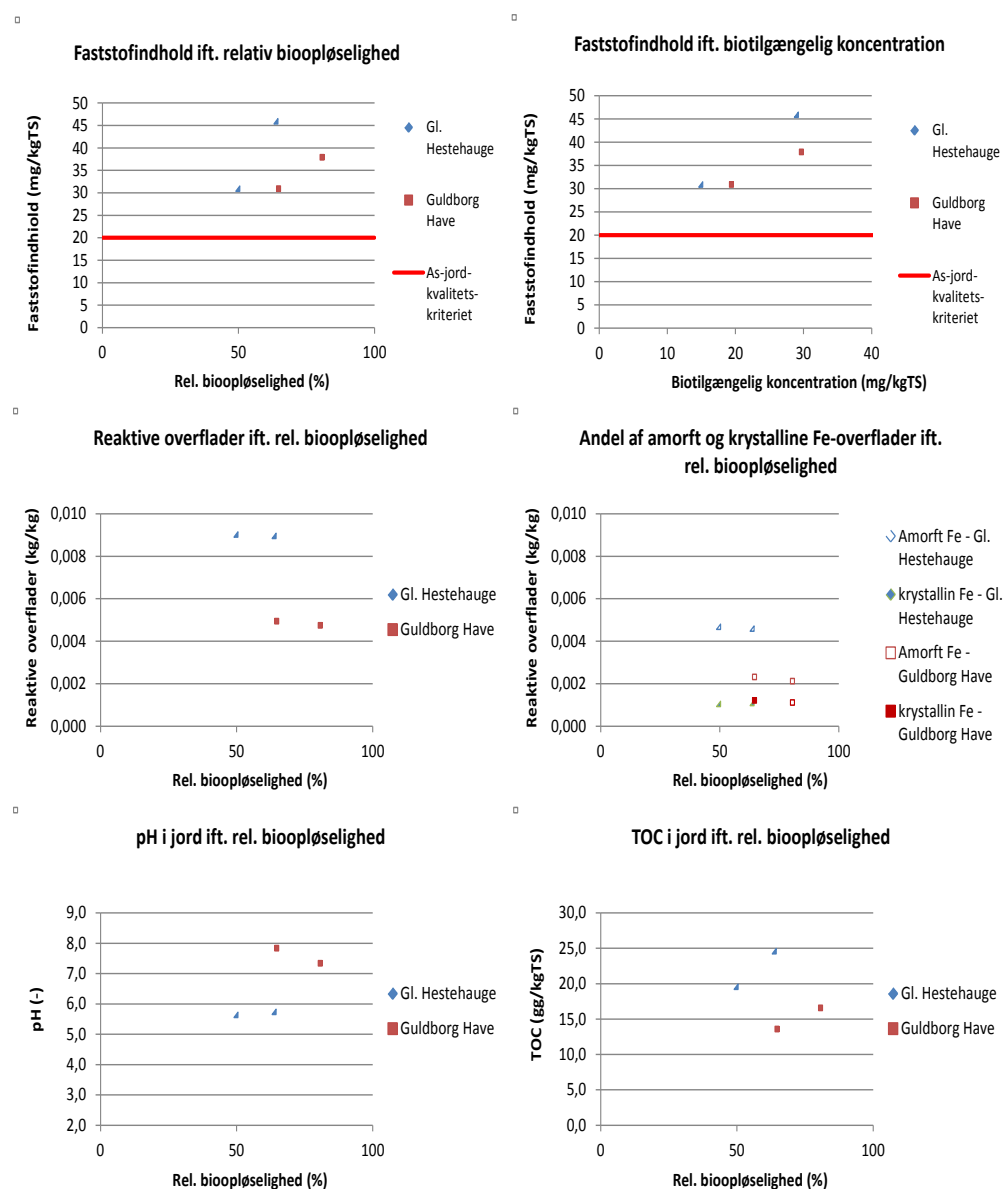 Faststofindhold ift. relativ bioopløselighed
Faststofindhiold (mg/kgTS)
50
45
40
35
30
25
20
15
10
5
0
0 50 100
Rel. bioopløselighed (%)
Gl.
Hestehauge
Guldborg
Have
As-jord-
kvalitets-
kriteriet
Faststofindhold ift. biotilgængelig koncentration
Faststofindhold (mg/kgTS)
50
45
40
35
30
25
20
15
10
5
0
0 10 20 30 40
Biotilgængelig koncentration (mg/kgTS)
Gl.
Hestehauge
Guldborg
Have
As-jord-
kvalitets-
kriteriet
Reaktive overflader ift. rel. bioopløselighed
Reaktive overflader (kg/kg)
0,010
0,008
0,006
0,004
0,002
0,000
0 50 100
Rel. bioopløselighed (%)
Gl. Hestehauge
Guldborg Have
Andel af amorft og krystalline Fe-overflader ift.
rel. bioopløselighed
Reaktive overflader (kg/kg)
0,010
0,008
0,006
0,004
0,002
0,000
0 50 100
Rel. bioopløselighed (%)
Amorft Fe - Gl.
Hestehauge
krystallin Fe - Gl.
Hestehauge
Amorft Fe -
Guldborg Have
krystallin Fe -
Guldborg Have
pH i jord ift. rel. bioopløselighed
pH (-)
9,0
8,0
7,0
6,0
5,0
4,0
3,0
2,0
0 50 100
Rel. bioopløselighed (%)
Gl. Hestehauge
Guldborg Have
TOC i jord ift. rel. bioopløselighed
TOC (gg/kgTS)
30,0
25,0
20,0
15,0
10,0
5,0
0,0
0 50 100
Rel. bioopløselighed (%)
Gl. Hestehauge
Guldborg Have